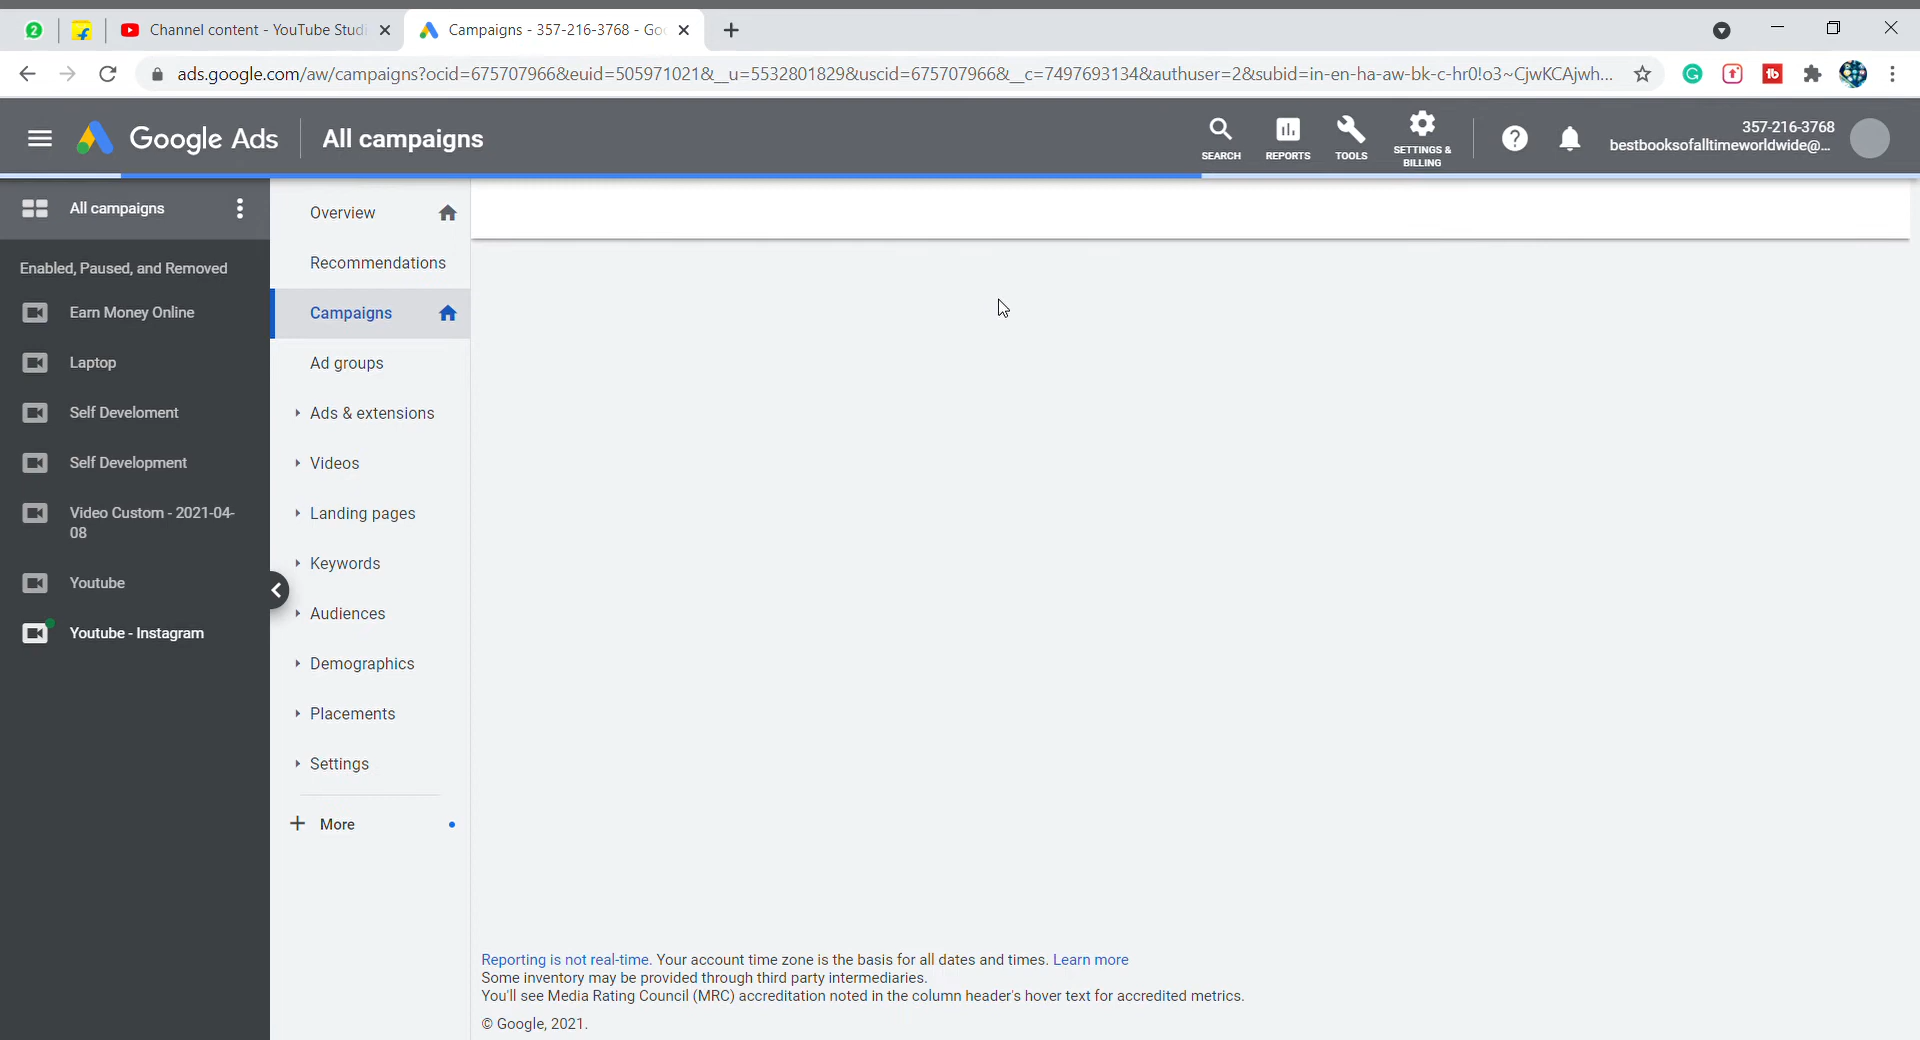 2
Channel content - YouTube Studi
Campaigns - 357-216-3768 - Goo
ads.google.com/aw/campaigns?ocid=675707966&euid=505971021&__u=5532801829&uscid=675707966&__c=7497693134&authuser=2&subid=in-en-ha-aw-bk-c-hr0!o3~CjwKCAjwh...
Google Ads
All campaigns
SEARCH
REPORTS
TOOLS
SETTINGS & BILLING
357-216-3768
bestbooksofalltimeworldwide@...
All campaigns
Enabled, Paused, and Removed
Earn Money Online
Laptop
Self Develoment
Self Development
Video Custom - 2021-04-
08
Youtube
Youtube - Instagram
Overview
Recommendations
Campaigns
Ad groups
Ads & extensions
Videos
Landing pages
Keywords
Audiences
Demographics
Placements
Settings
More
Reporting is not real-time. Your account time zone is the basis for all dates and times. Learn more
Some inventory may be provided through third party intermediaries.
You'll see Media Rating Council (MRC) accreditation noted in the column header's hover text for accredited metrics.
© Google, 2021.